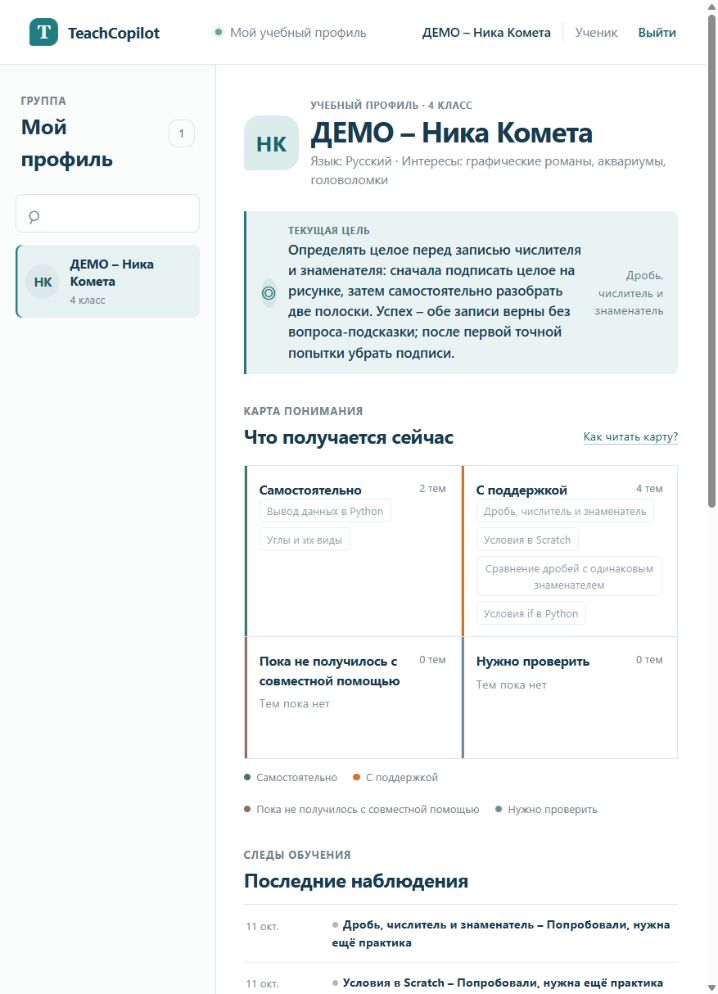 T TeachCopilot
Мой учебный профиль
ДЕМО – Ника Комета
Ученик
Выйти
ГРУППА
Мой
профиль
1
НК
ДЕМО – Ника
Комета
4 класс
НК
УЧЕБНЫЙ ПРОФИЛЬ · 4 КЛАСС
ДЕМО – Ника Комета
Язык: Русский · Интересы: графические романы, аквариумы,
головоломки
ТЕКУЩАЯ ЦЕЛЬ
Определять целое перед записью числителя
и знаменателя: сначала подписать целое на
рисунке, затем самостоятельно разобрать
две полоски. Успех – обе записи верны без
вопроса-подсказки; после первой точной
попытки убрать подписи.
Дробь,
числитель и
знаменатель
КАРТА ПОНИМАНИЯ
Что получается сейчас
Как читать карту?
Самостоятельно
2 тем
Вывод данных в Python
Углы и их виды
С поддержкой
4 тем
Дробь, числитель и знаменатель
Условия в Scratch
Сравнение дробей с одинаковым
знаменателем
Условия if в Python
Пока не получилось с
совместной помощью
0 тем
Тем пока нет
Нужно проверить
0 тем
Тем пока нет
Самостоятельно
С поддержкой
Пока не получилось с совместной помощью
Нужно проверить
СЛЕДЫ ОБУЧЕНИЯ
Последние наблюдения
11 окт.
Дробь, числитель и знаменатель – Попробовали, нужна
ещё практика
11 окт.
Условия в Scratch – Попробовали, нужна ещё практика